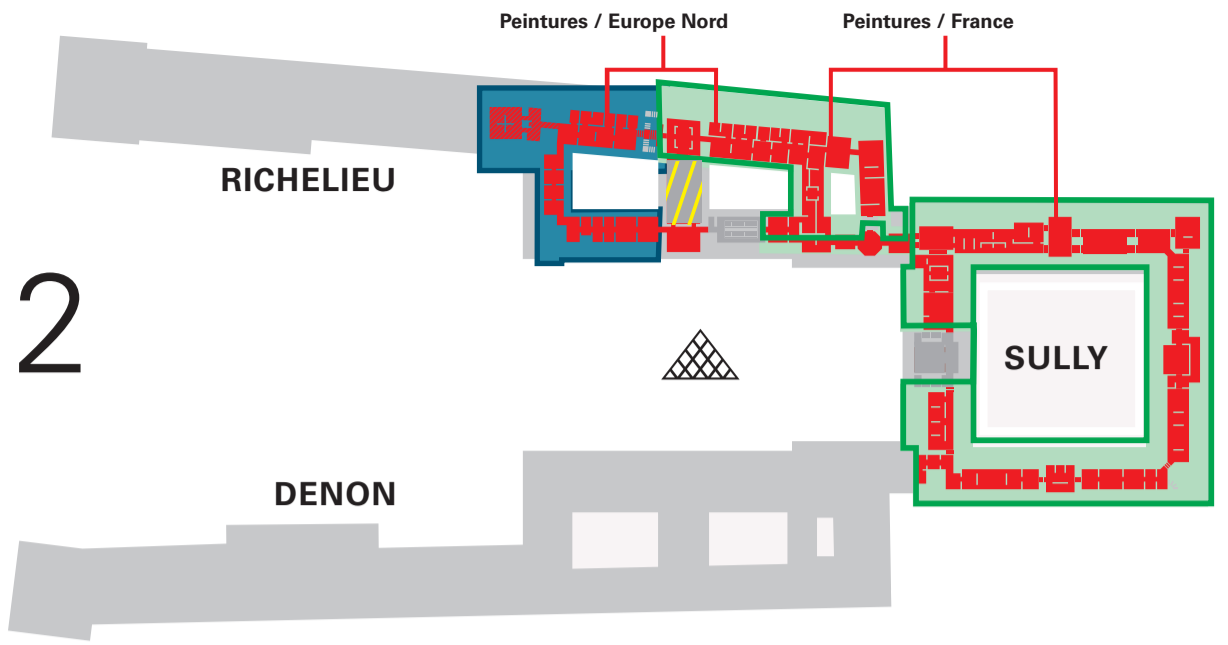 Peintures / Europe Nord
Peintures / France
RICHELIEU
2
SULLY
DENON